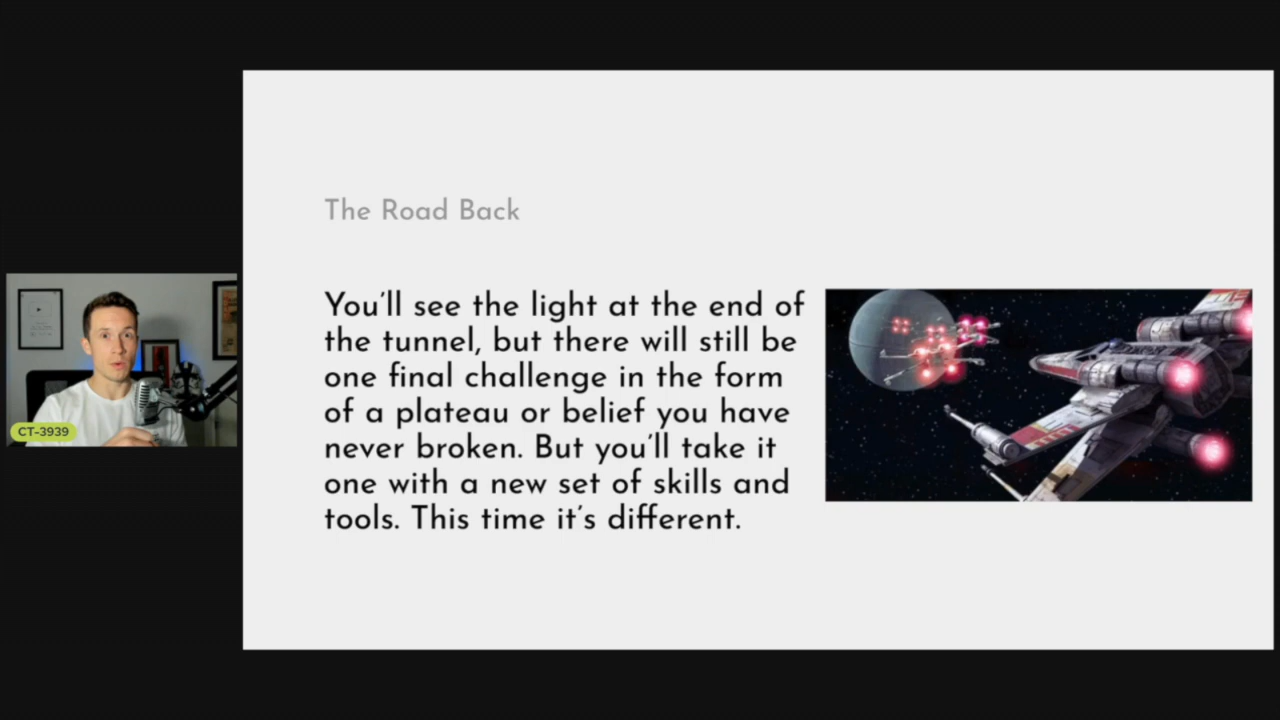 The Road Back
You'll see the light at the end of
the tunnel, but there will still be
one final challenge in the form
of a plateau or belief you have
never broken. But you'll take it
one with a new set of skills and
tools. This time it's different.
CT-3939